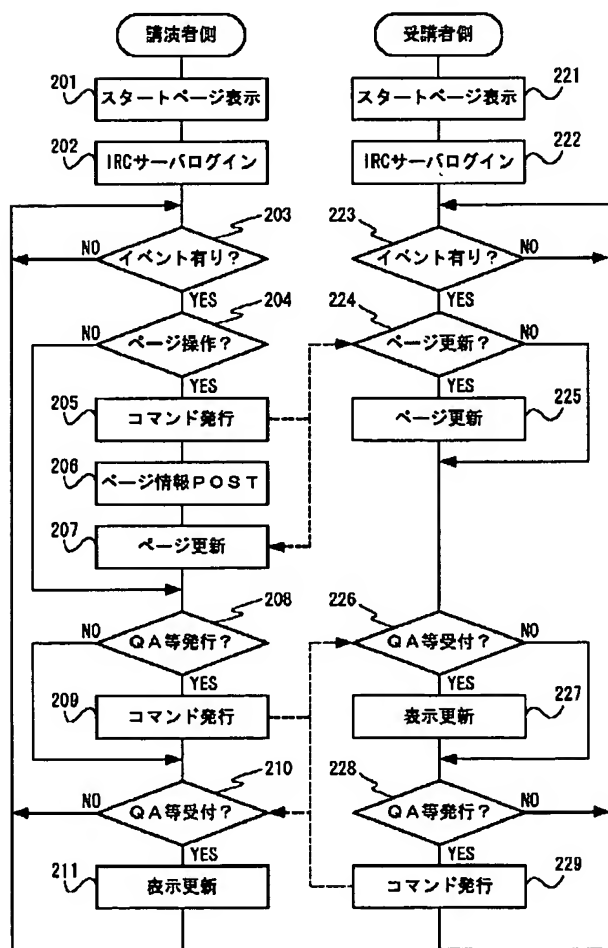 講演者側
201
スタートページ表示
202
IRCサーバログイン
203
イベント有り?
NO
YES
204
ページ操作?
NO
YES
205
コマンド発行
206
ページ情報POST
207
ページ更新
208
QA等発行?
NO
YES
209
コマンド発行
210
QA等受付?
NO
YES
211
表示更新
受講者側
221
スタートページ表示
222
IRCサーバログイン
223
イベント有り?
NO
YES
224
ページ更新?
NO
YES
225
ページ更新
226
QA等受付?
NO
YES
227
表示更新
228
QA等発行?
NO
YES
229
コマンド発行